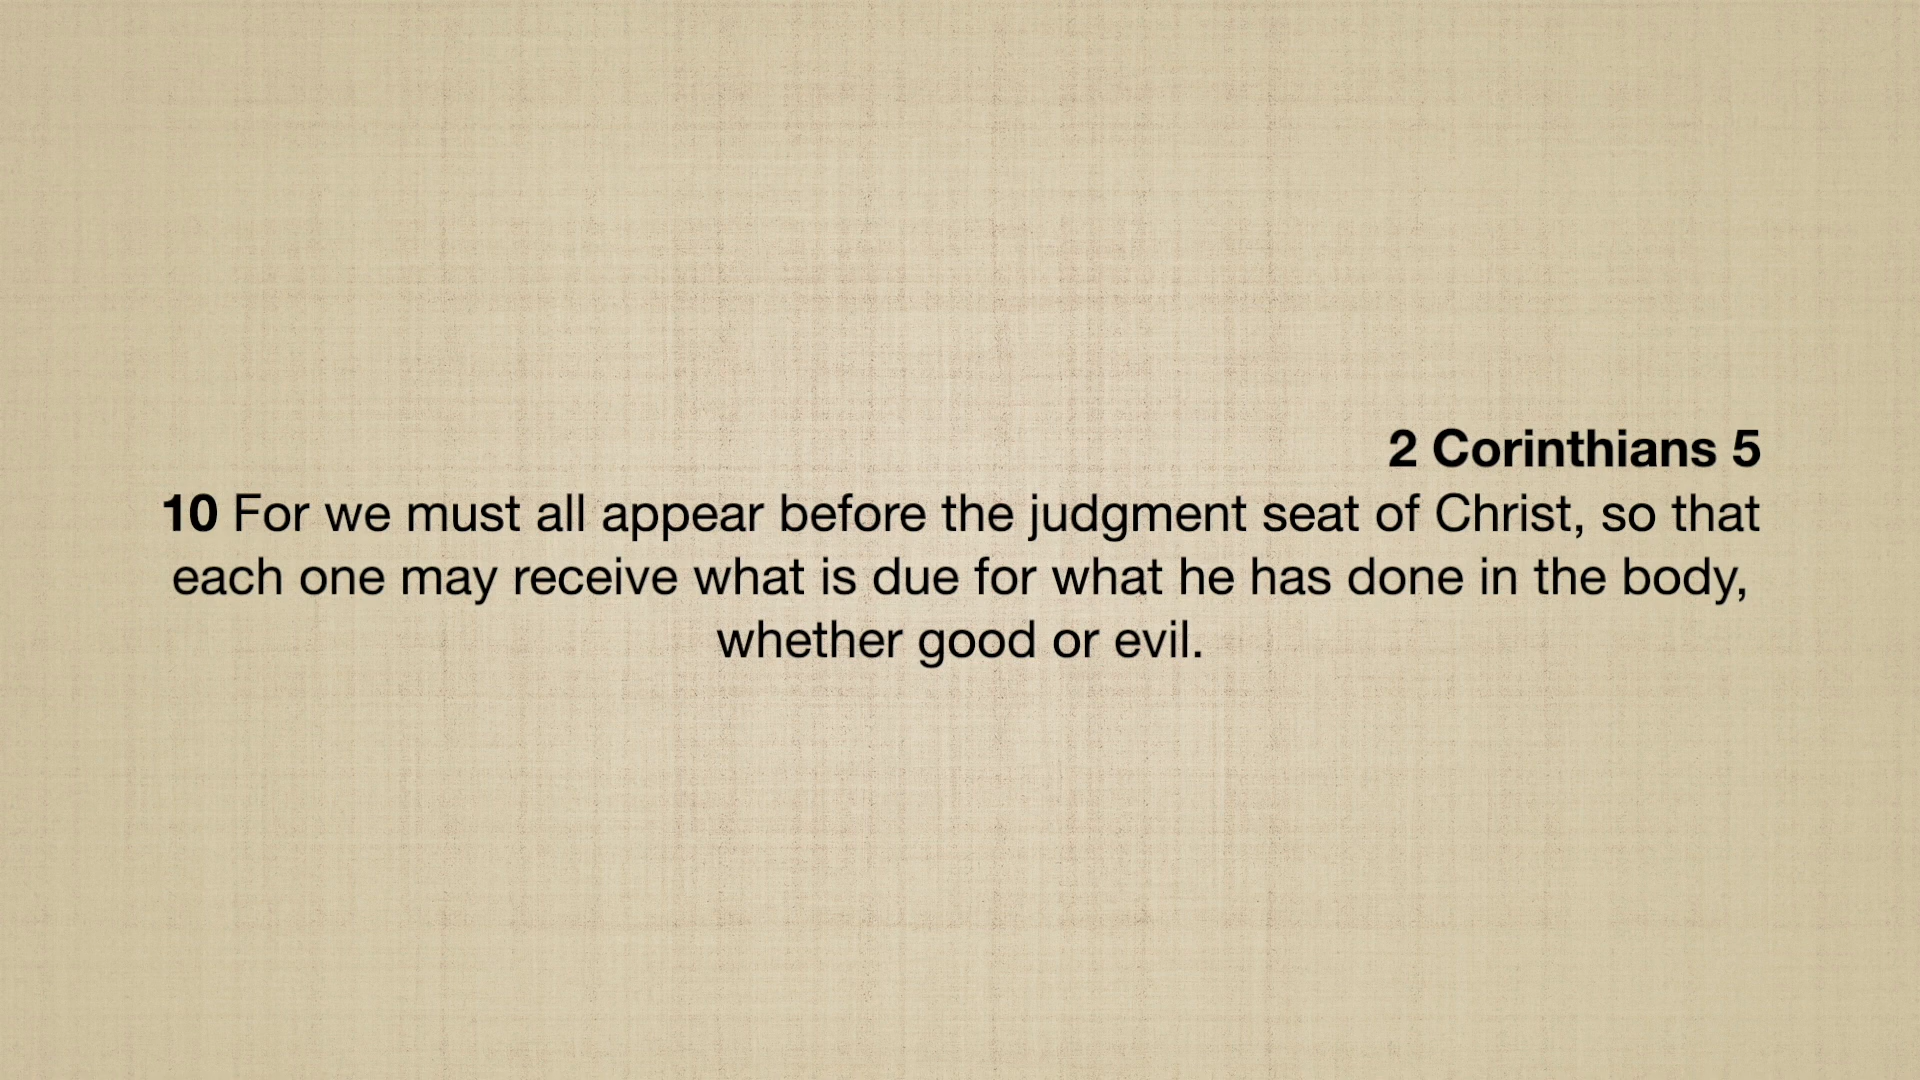 2 Corinthians 5
10 For we must all appear before the judgment seat of Christ, so that
each one may receive what is due for what he has done in the body,
whether good or evil.